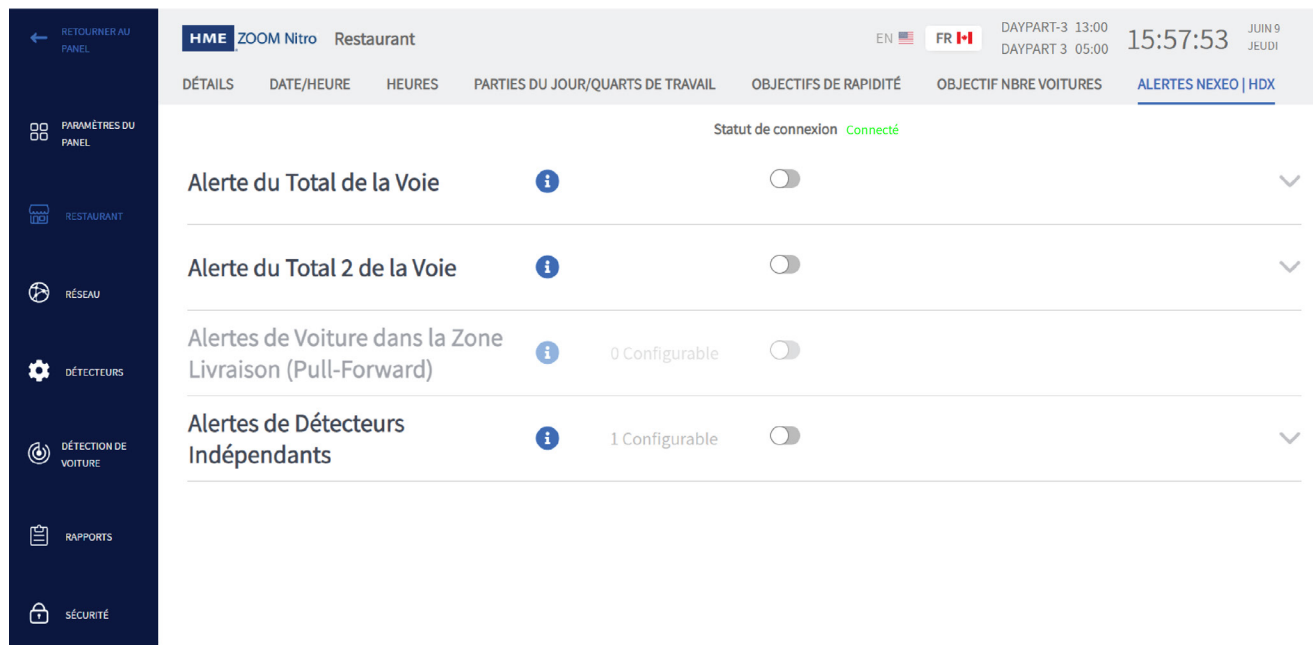 RETOURNER AU
PANEL
HME ZOOM Nitro Restaurant
EN FR
DAYPART-3 13:00
DAYPART 3 05:00
15:57:53
JUIN 9
JEUDI
DÉTAILS DATE/HEURE HEURES PARTIES DU JOUR/QUARTS DE TRAVAIL OBJECTIFS DE RAPIDITÉ OBJECTIF NBRE VOITURES ALERTES NEXEO | HDX
PARAMÈTRES DU
PANEL
RESTAURANT
RÉSEAU
DÉTECTEURS
DÉTECTION DE
VOITURE
RAPPORTS
SÉCURITÉ
Statut de connexion Connecté
Alerte du Total de la Voie
Alerte du Total 2 de la Voie
Alertes de Voiture dans la Zone
Livraison (Pull-Forward)
0 Configurable
Alertes de Détecteurs
Indépendants
1 Configurable